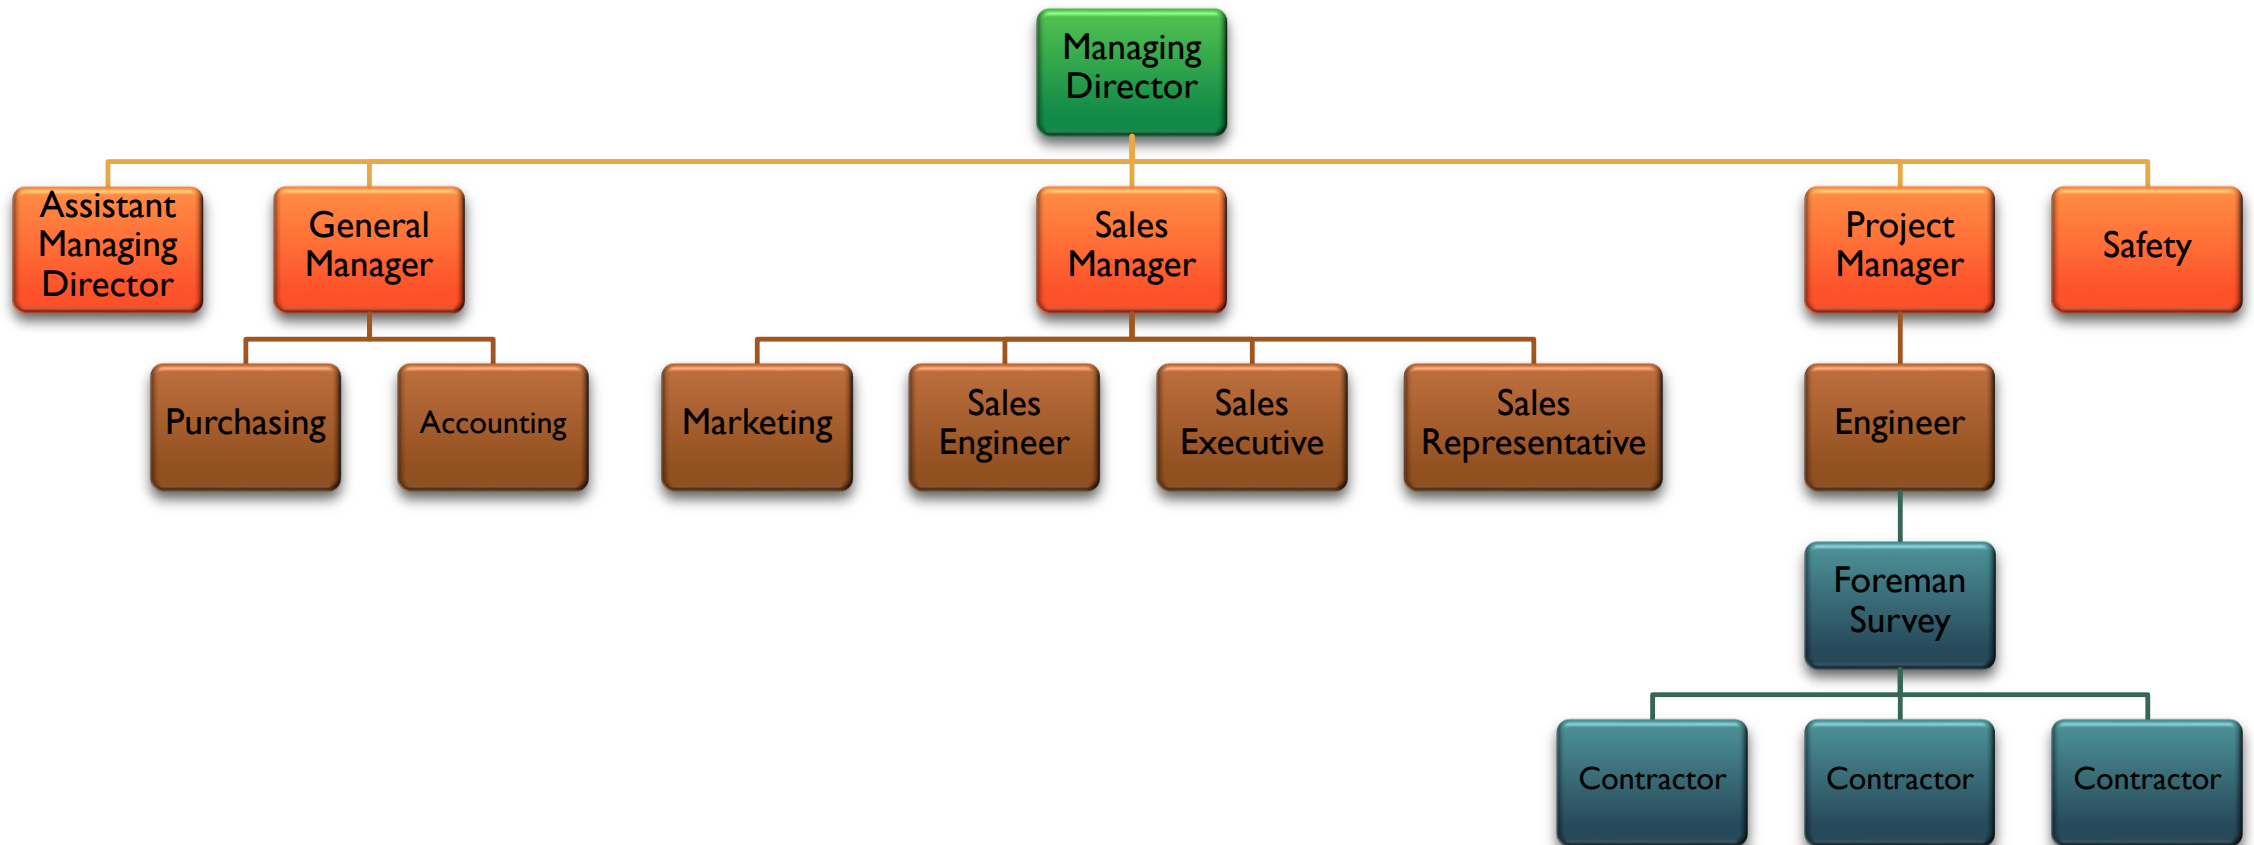 Managing
Director
Assistant
Managing
Director
General
Manager
Sales
Manager
Project
Manager
Safety
Purchasing
Accounting
Marketing
Sales
Engineer
Sales
Executive
Sales
Representative
Engineer
Foreman
Survey
Contractor
Contractor
Contractor